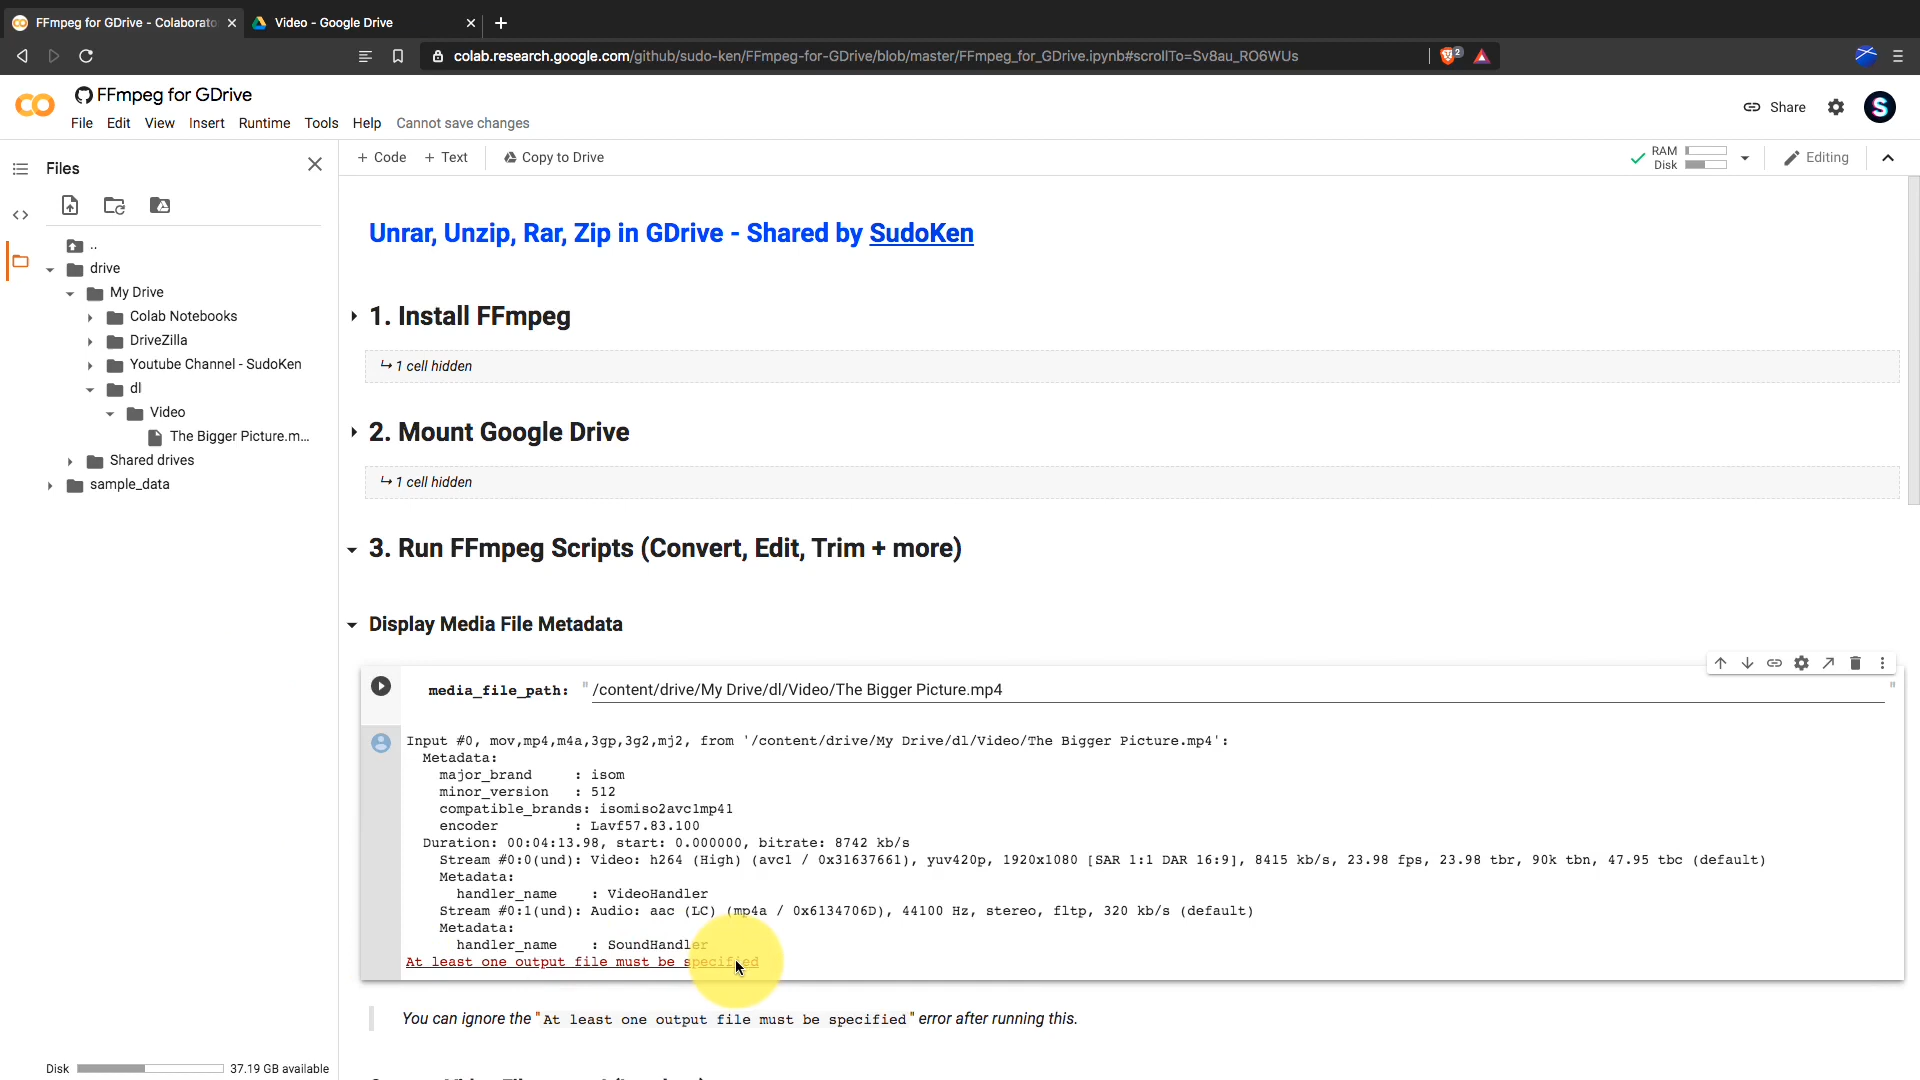 FFmpeg for GDrive - Colaborato
Video - Google Drive
colab.research.google.com/github/sudo-ken/FFmpeg-for-GDrive/blob/master/FFmpeg_for_GDrive.ipynb#scrollTo=Sv8au_RO6WUs
2
FFmpeg for GDrive
File Edit View Insert Runtime Tools Help Cannot save changes
Share
S
Files
+ Code + Text Copy to Drive
RAM
Disk
Editing
..
drive
My Drive
Colab Notebooks
DriveZilla
Youtube Channel - SudoKen
dl
Video
The Bigger Picture.m...
Shared drives
sample_data
Disk 37.19 GB available
Unrar, Unzip, Rar, Zip in GDrive - Shared by SudoKen
1. Install FFmpeg
↳ 1 cell hidden
2. Mount Google Drive
↳ 1 cell hidden
3. Run FFmpeg Scripts (Convert, Edit, Trim + more)
Display Media File Metadata
media_file_path: "/content/drive/My Drive/dl/Video/The Bigger Picture.mp4"
Input #0, mov,mp4,m4a,3gp,3g2,mj2, from '/content/drive/My Drive/dl/Video/The Bigger Picture.mp4':
Metadata:
major_brand : isom
minor_version : 512
compatible_brands: isomiso2avc1mp41
encoder : Lavf57.83.100
Duration: 00:04:13.98, start: 0.000000, bitrate: 8742 kb/s
Stream #0:0(und): Video: h264 (High) (avc1 / 0x31637661), yuv420p, 1920x1080 [SAR 1:1 DAR 16:9], 8415 kb/s, 23.98 fps, 23.98 tbr, 90k tbn, 47.95 tbc (default)
Metadata:
handler_name : VideoHandler
Stream #0:1(und): Audio: aac (LC) (mp4a / 0x6134706D), 44100 Hz, stereo, fltp, 320 kb/s (default)
Metadata:
handler_name : SoundHandler
At least one output file must be specified
You can ignore the "At least one output file must be specified" error after running this.